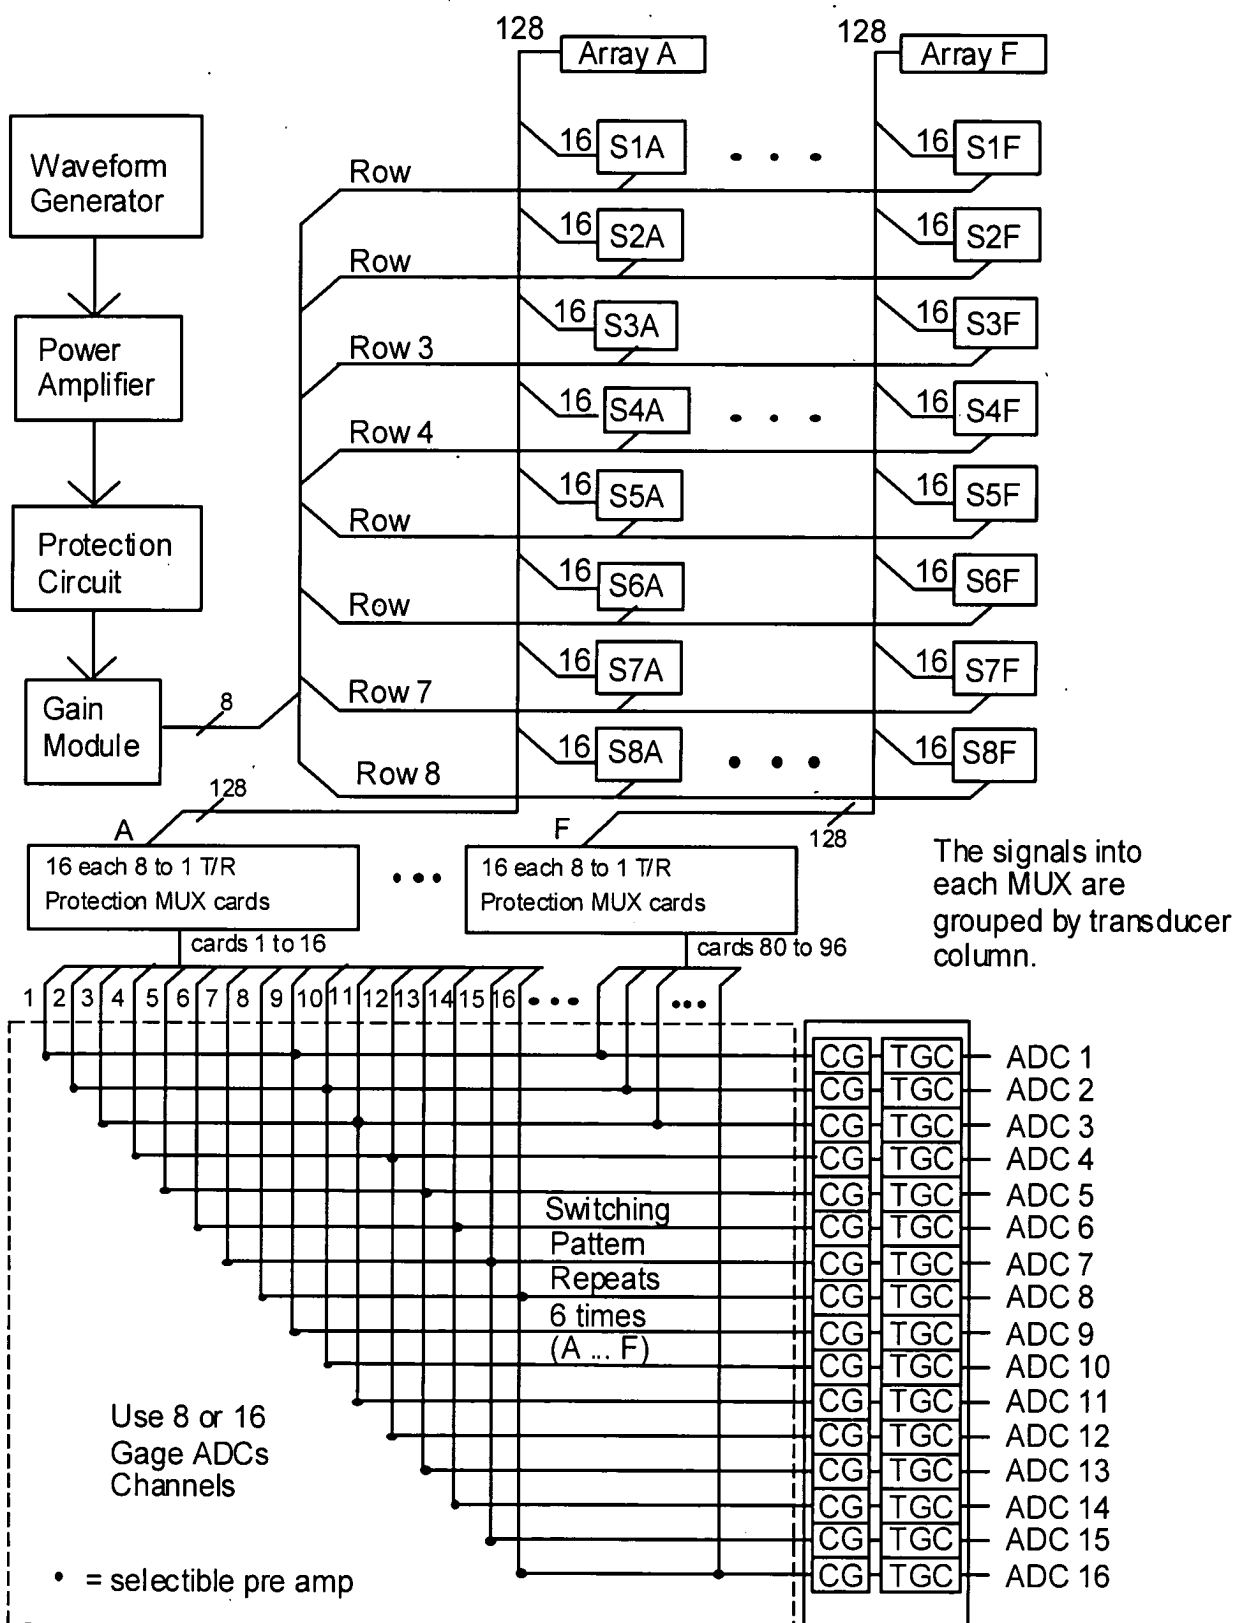 128 Array A 128 Array F
Waveform
Generator
Power
Amplifier
Protection
Circuit
Gain
Module
8
16 S1A • • • 16 S1F
Row
16 S2A 16 S2F
Row
16 S3A 16 S3F
Row 3
16 S4A • • • 16 S4F
Row 4
16 S5A 16 S5F
Row
16 S6A 16 S6F
Row
16 S7A 16 S7F
Row 7
16 S8A • • • 16 S8F
Row 8
128
128
A
16 each 8 to 1 T/R
Protection MUX cards
• • •
F
16 each 8 to 1 T/R
Protection MUX cards
The signals into
each MUX are
grouped by transducer
column.
cards 1 to 16
cards 80 to 96
1 2 3 4 5 6 7 8 9 10 11 12 13 14 15 16 • • • •••
CG TGC ADC 1
CG TGC ADC 2
CG TGC ADC 3
CG TGC ADC 4
CG TGC ADC 5
CG TGC ADC 6
CG TGC ADC 7
CG TGC ADC 8
CG TGC ADC 9
CG TGC ADC 10
CG TGC ADC 11
CG TGC ADC 12
CG TGC ADC 13
CG TGC ADC 14
CG TGC ADC 15
CG TGC ADC 16
Switching
Pattern
Repeats
6 times
(A ... F)
Use 8 or 16
Gage ADCs
Channels
• = selectible pre amp